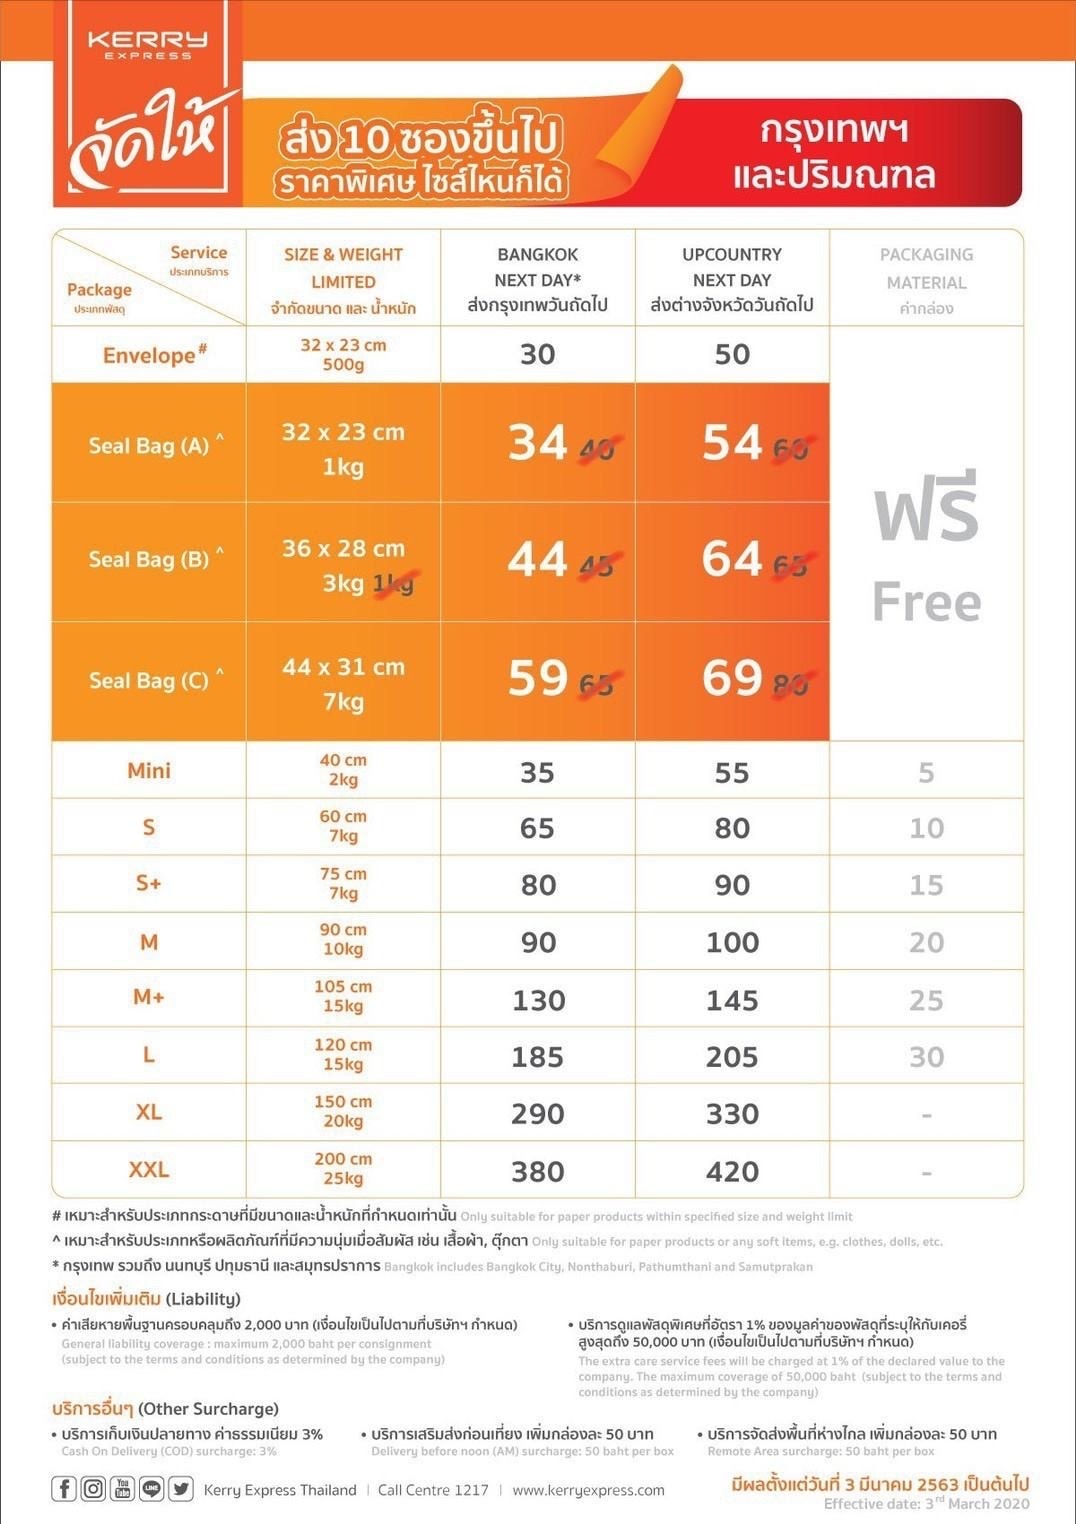 KERRY
EXPRESS
จัดให้
ส่ง 10 ซองขึ้นไป
ราคาพิเศษ ไซส์ไหนก็ได้
กรุงเทพฯ
และปริมณฑล
Service
ประเภทบริการ
Package
ประเภทพัสดุ
SIZE & WEIGHT
LIMITED
จำกัดขนาด และ น้ำหนัก
BANGKOK
NEXT DAY*
ส่งกรุงเทพวันถัดไป
UPCOUNTRY
NEXT DAY
ส่งต่างจังหวัดวันถัดไป
PACKAGING
MATERIAL
ค่ากล่อง
Envelope#
32 x 23 cm
500g
30
50
Seal Bag (A) ^
32 x 23 cm
1kg
34 40
54 60
Seal Bag (B) ^
36 x 28 cm
3kg 1kg
44 45
64 65
Seal Bag (C) ^
44 x 31 cm
7kg
59 65
69 80
ฟรี
Free
Mini
40 cm
2kg
35
55
5
S
60 cm
7kg
65
80
10
S+
75 cm
7kg
80
90
15
M
90 cm
10kg
90
100
20
M+
105 cm
15kg
130
145
25
L
120 cm
15kg
185
205
30
XL
150 cm
20kg
290
330
-
XXL
200 cm
25kg
380
420
-
# เหมาะสำหรับประเภทกระดาษที่มีขนาดและน้ำหนักที่กำหนดเท่านั้น Only suitable for paper products within specified size and weight limit
^ เหมาะสำหรับประเภทหรือผลิตภัณฑ์ที่มีความนุ่มเมื่อสัมผัส เช่น เสื้อผ้า, ตุ๊กตา Only suitable for paper products or any soft items, e.g. clothes, dolls, etc.
* กรุงเทพ รวมถึง นนทบุรี ปทุมธานี และสมุทรปราการ Bangkok includes Bangkok City, Nonthaburi, Pathumthani and Samutprakan
เงื่อนไขเพิ่มเติม (Liability)
• ค่าเสียหายพื้นฐานครอบคลุมถึง 2,000 บาท (เงื่อนไขเป็นไปตามที่บริษัทฯ กำหนด)
General liability coverage : maximum 2,000 baht per consignment
(subject to the terms and conditions as determined by the company)
• บริการดูแลพัสดุพิเศษที่อัตรา 1% ของมูลค่าของพัสดุที่ระบุให้กับเคอรี่
สูงสุดถึง 50,000 บาท (เงื่อนไขเป็นไปตามที่บริษัทฯ กำหนด)
The extra care service fees will be charged at 1% of the declared value to the
company. The maximum coverage of 50,000 baht (subject to the terms and
conditions as determined by the company)
บริการอื่นๆ (Other Surcharge)
• บริการเก็บเงินปลายทาง ค่าธรรมเนียม 3%
Cash On Delivery (COD) surcharge: 3%
• บริการเสริมส่งก่อนเที่ยง เพิ่มกล่องละ 50 บาท
Delivery before noon (AM) surcharge: 50 baht per box
• บริการจัดส่งพื้นที่ห่างไกล เพิ่มกล่องละ 50 บาท
Remote Area surcharge: 50 baht per box
f You Tube LINE Kerry Express Thailand | Call Centre 1217 | www.kerryexpress.com
มีผลตั้งแต่วันที่ 3 มีนาคม 2563 เป็นต้นไป
Effective date: 3rd March 2020